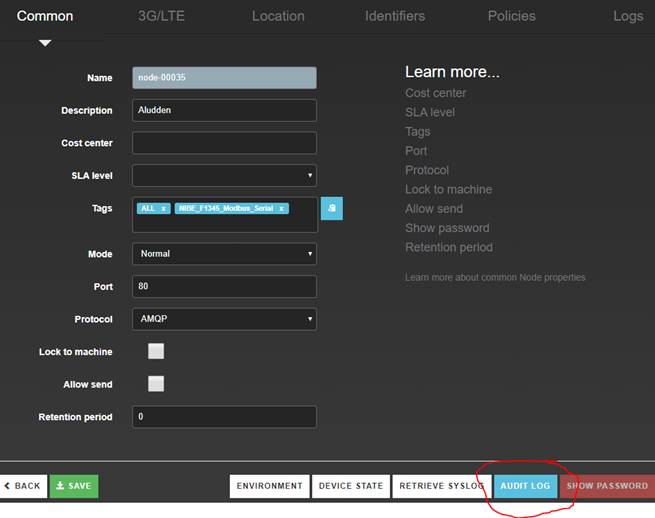 Common 3G/LTE Location Identifiers Policies Logs
Name node-00035
Description Aludden
Cost center
SLA level
Tags ALL x NIBE_F1345_Modbus_Serial x
Mode Normal
Port 80
Protocol AMQP
Lock to machine
Allow send
Retention period 0
Learn more...
Cost center
SLA level
Tags
Port
Protocol
Lock to machine
Allow send
Show password
Retention period
Learn more about common Node properties
BACK SAVE ENVIRONMENT DEVICE STATE RETRIEVE SYSLOG AUDIT LOG SHOW PASSWORD